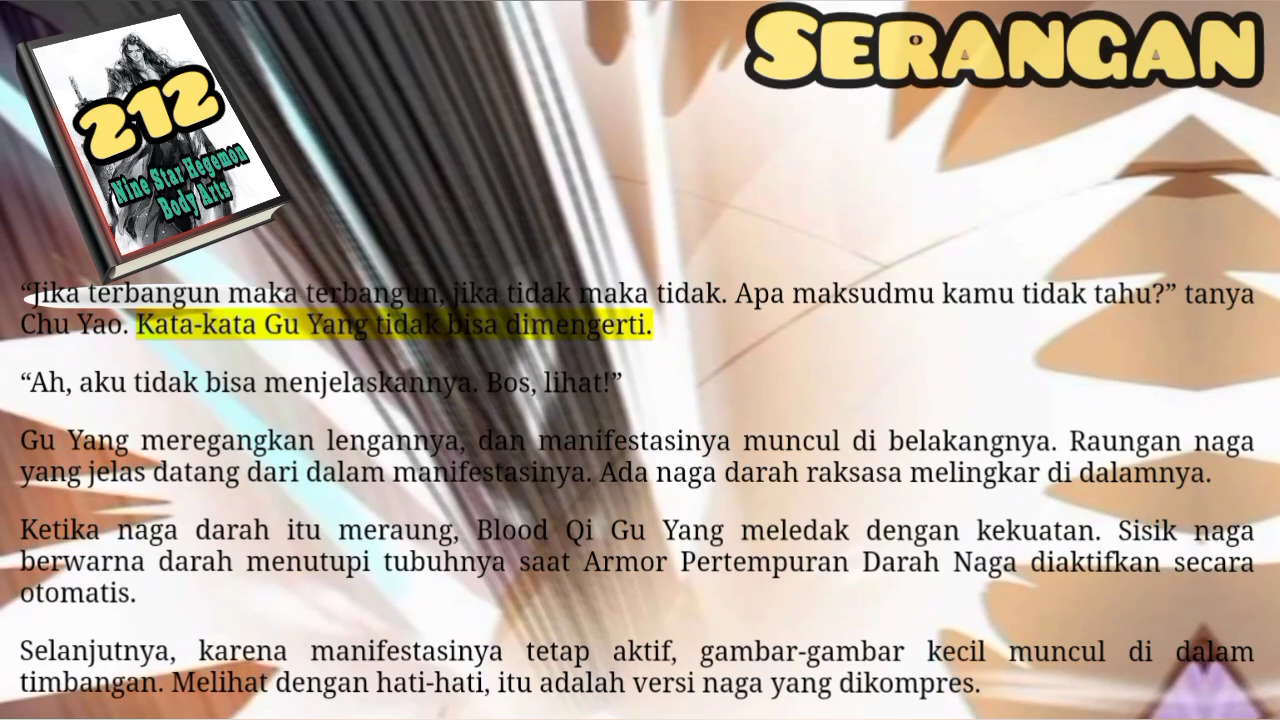 SERANGAN
212
Nine Star Hegemon
Body Arts
“Jika terbangun maka terbangun, jika tidak maka tidak. Apa maksudmu kamu tidak tahu?” tanya
Chu Yao. Kata-kata Gu Yang tidak bisa dimengerti.
“Ah, aku tidak bisa menjelaskannya. Bos, lihat!”
Gu Yang meregangkan lengannya, dan manifestasinya muncul di belakangnya. Raungan naga
yang jelas datang dari dalam manifestasinya. Ada naga darah raksasa melingkar di dalamnya.
Ketika naga darah itu meraung, Blood Qi Gu Yang meledak dengan kekuatan. Sisik naga
berwarna darah menutupi tubuhnya saat Armor Pertempuran Darah Naga diaktifkan secara
otomatis.
Selanjutnya, karena manifestasinya tetap aktif, gambar-gambar kecil muncul di dalam
timbangan. Melihat dengan hati-hati, itu adalah versi naga yang dikompres.